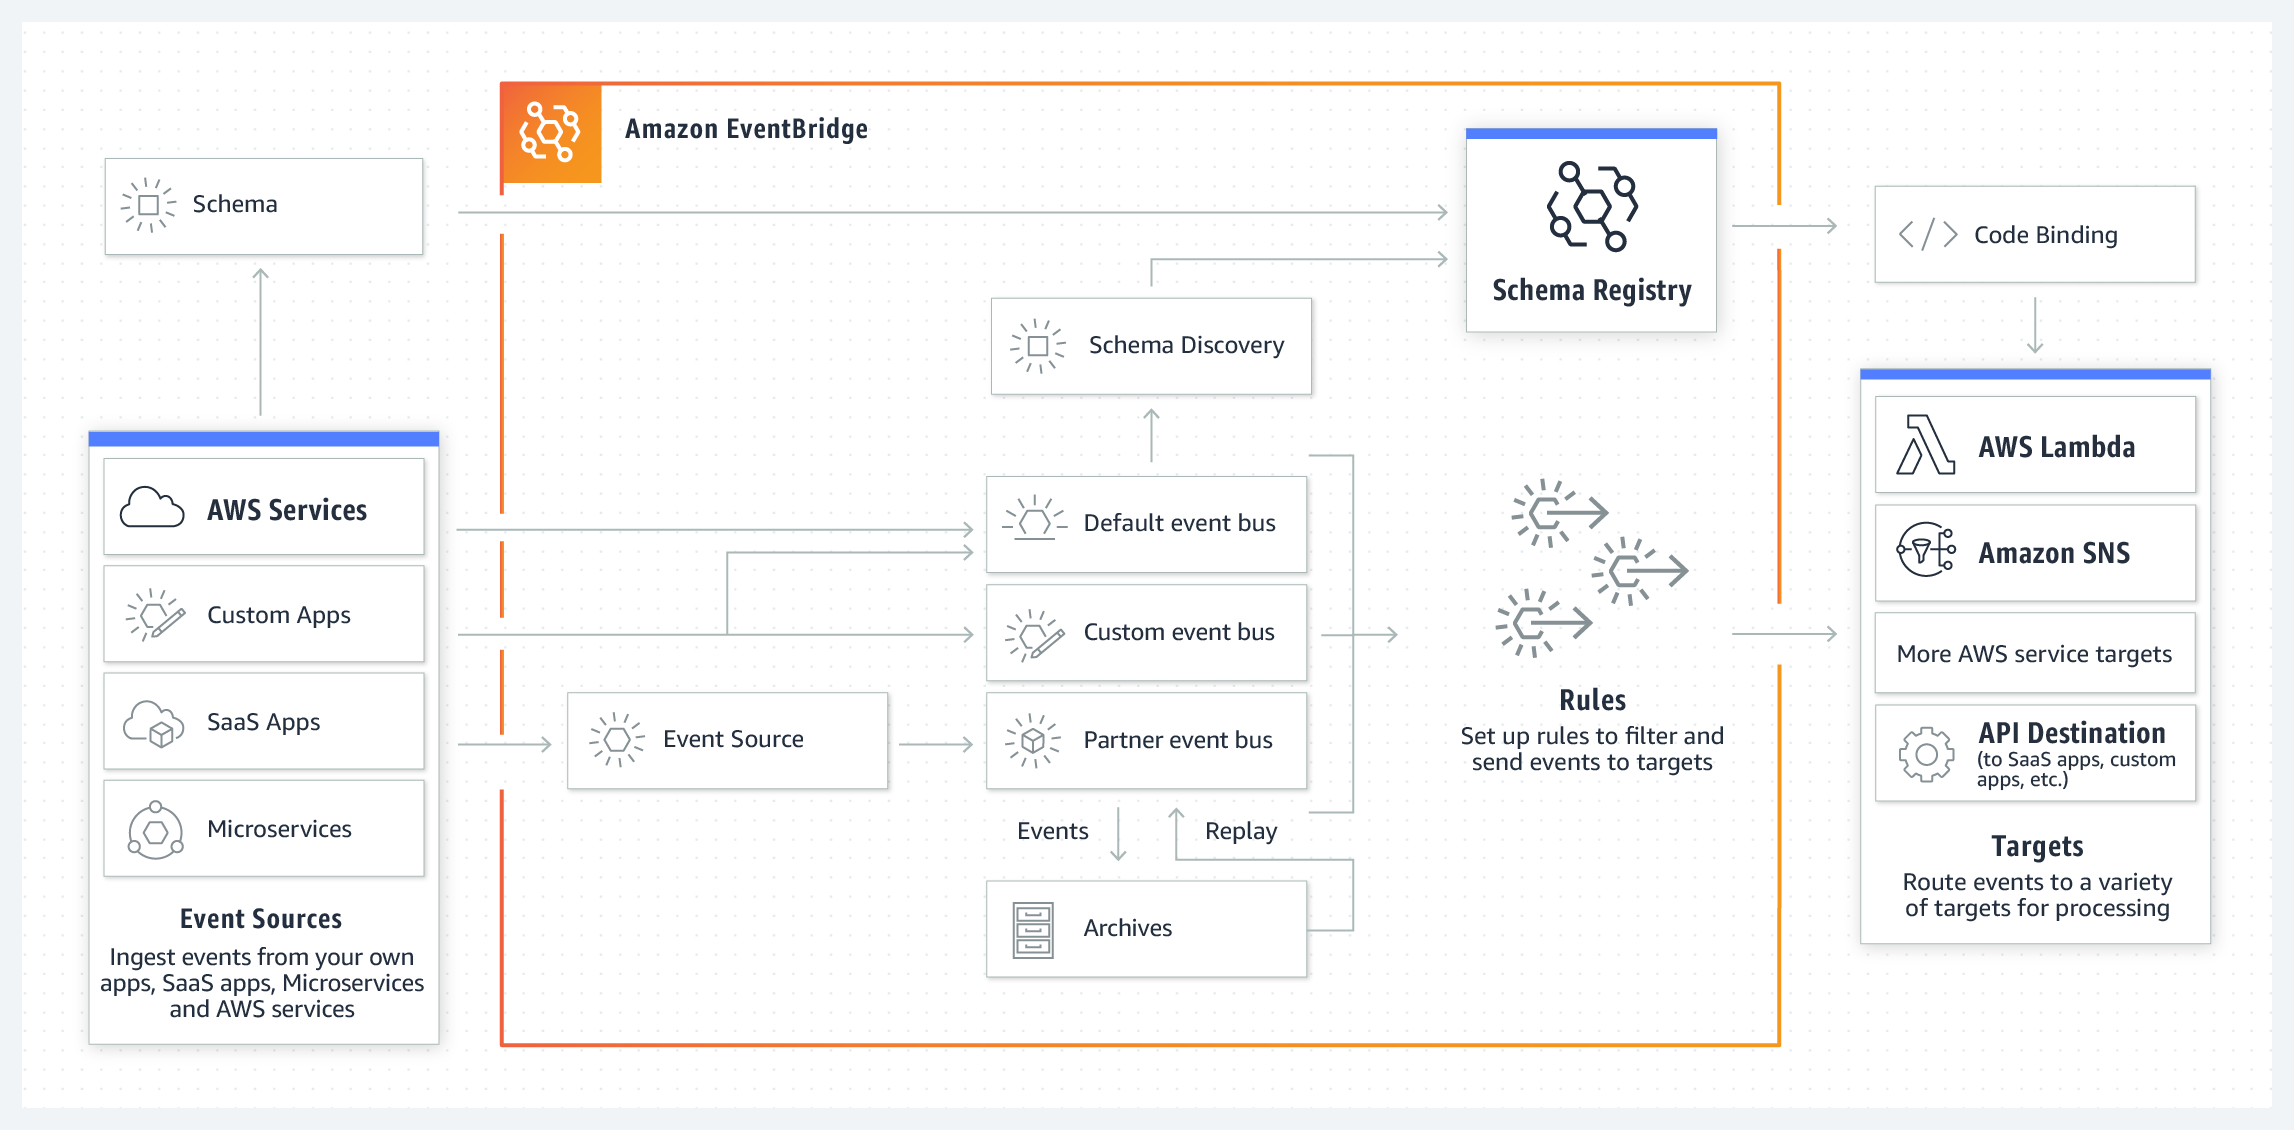 Amazon EventBridge
Schema
Schema Registry
Code Binding
Schema Discovery
AWS Services
Custom Apps
SaaS Apps
Microservices
Event Sources
Ingest events from your own
apps, SaaS apps, Microservices
and AWS services
Event Source
Default event bus
Custom event bus
Partner event bus
Events
Replay
Archives
Rules
Set up rules to filter and
send events to targets
AWS Lambda
Amazon SNS
More AWS service targets
API Destination
(to SaaS apps, custom
apps, etc.)
Targets
Route events to a variety
of targets for processing